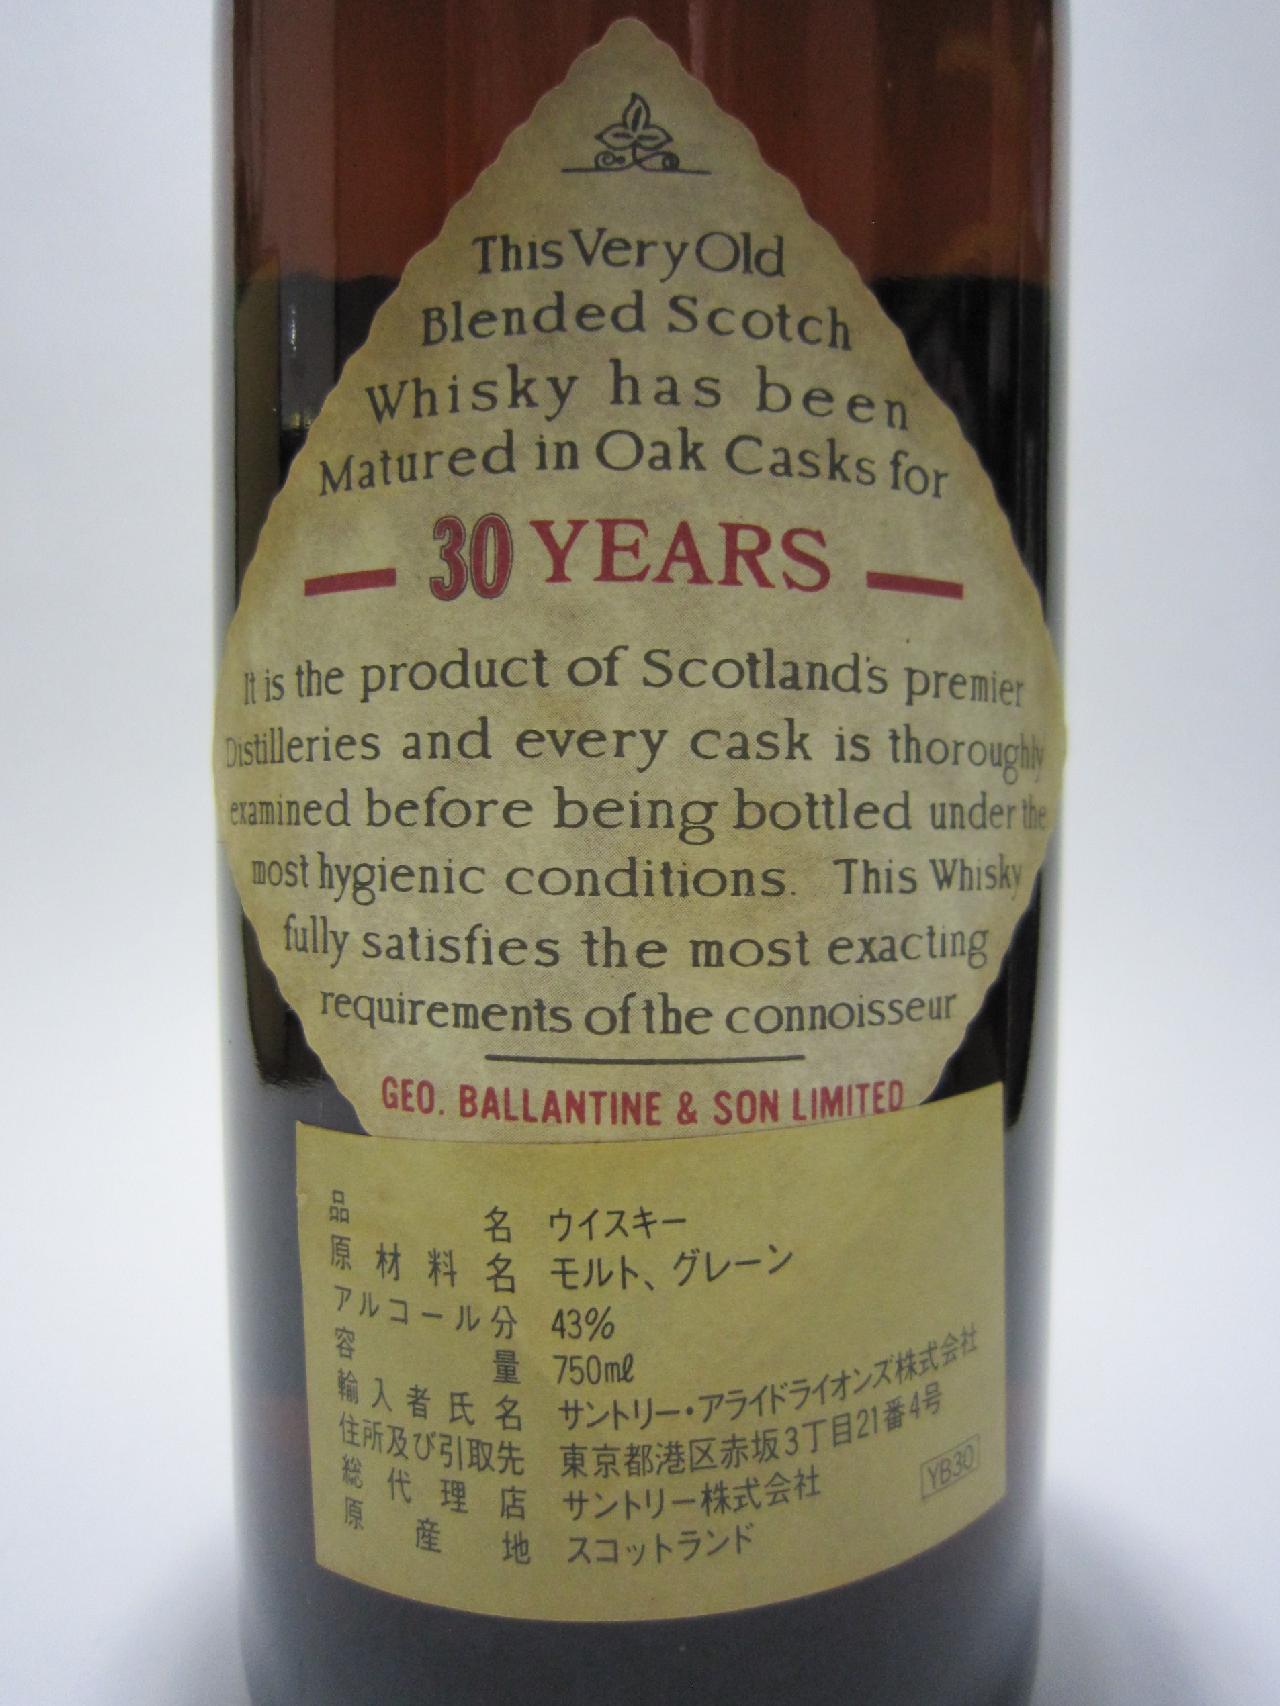 This Very Old
Blended Scotch
Whisky has been
Matured in Oak Casks for
30 YEARS
It is the product of Scotland's premier
Distilleries and every cask is thoroughly
examined before being bottled under the
most hygienic conditions. This Whisky
fully satisfies the most exacting
requirements of the connoisseur
GEO. BALLANTINE & SON LIMITED
品名 ウイスキー
原材料名 モルト、グレーン
アルコール分 43%
容量 750ml
輸入者氏名 サントリー・アライドライオンズ株式会社
住所及び引取先 東京都港区赤坂3丁目21番4号
総代理店 サントリー株式会社
原産地 スコットランド
YB30